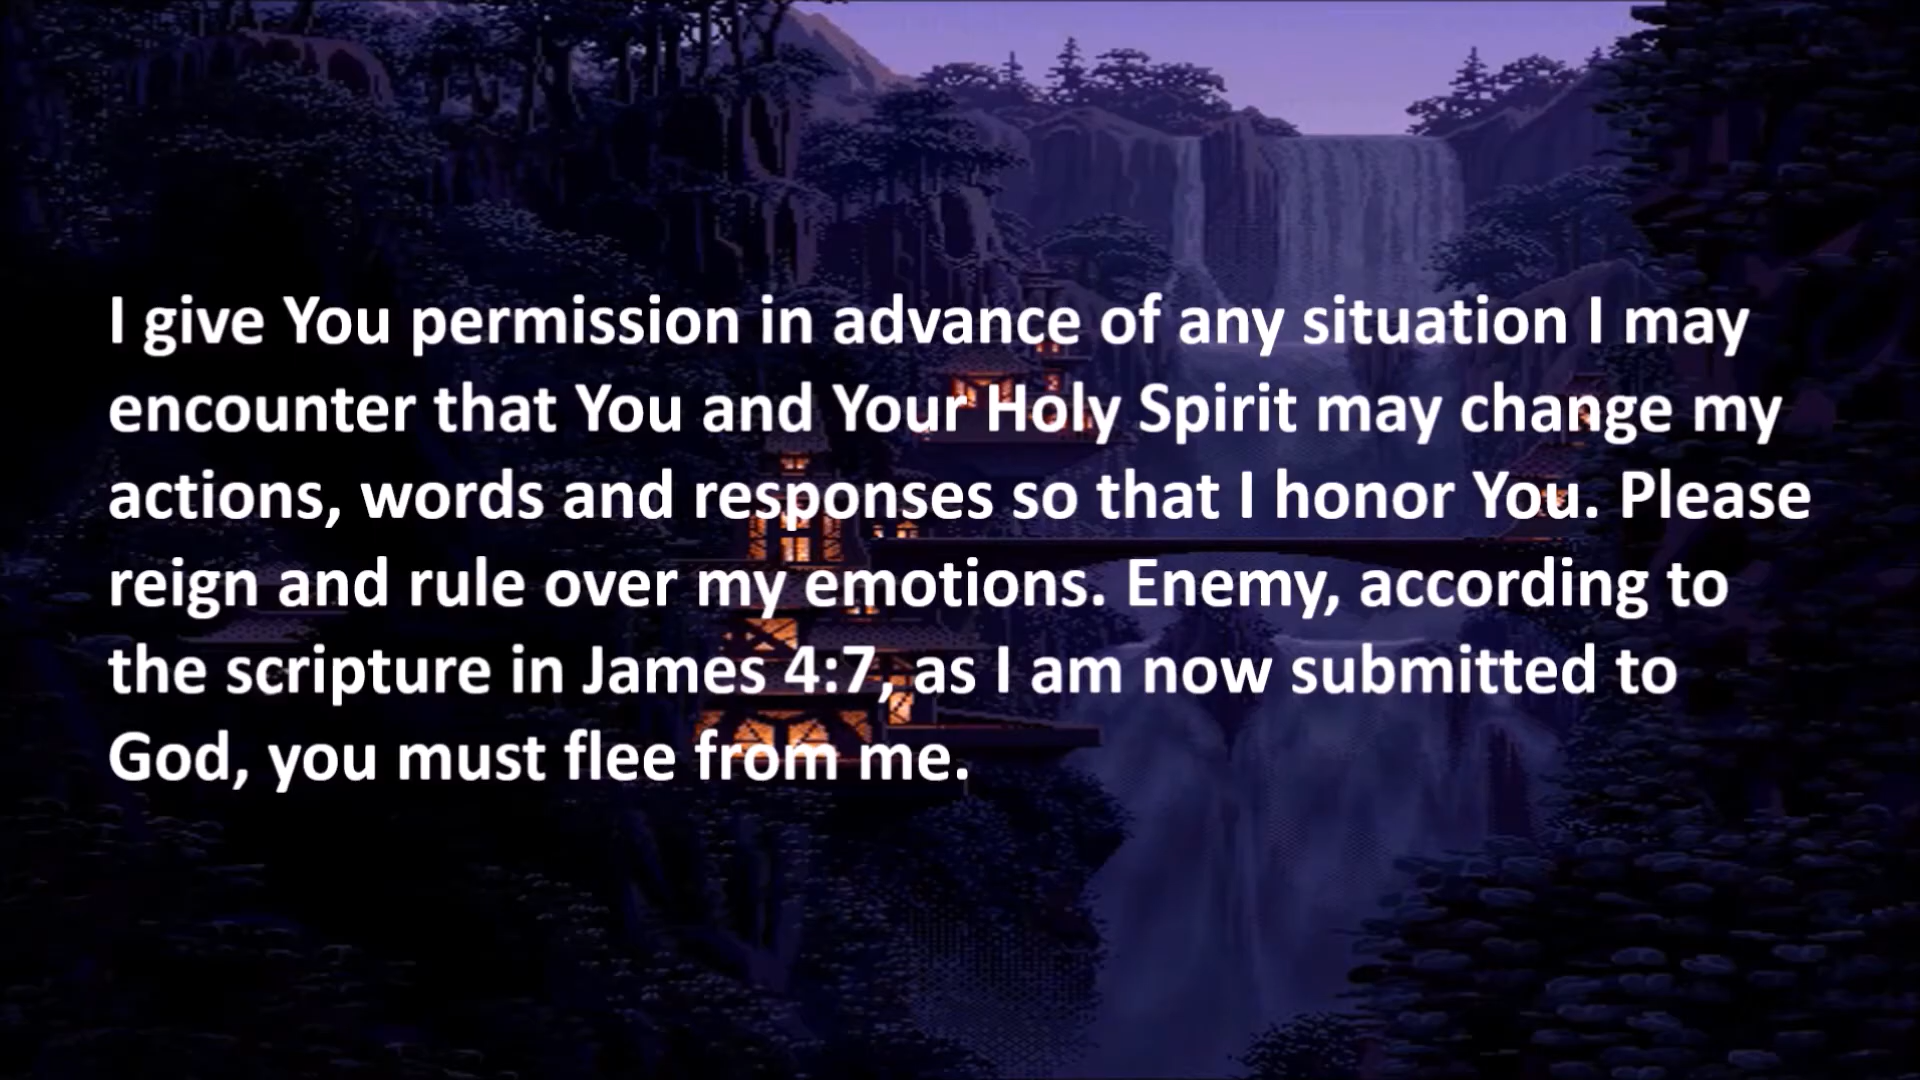 I give You permission in advance of any situation I may
encounter that You and Your Holy Spirit may change my
actions, words and responses so that I honor You. Please
reign and rule over my emotions. Enemy, according to
the scripture in James 4:7, as I am now submitted to
God, you must flee from me.